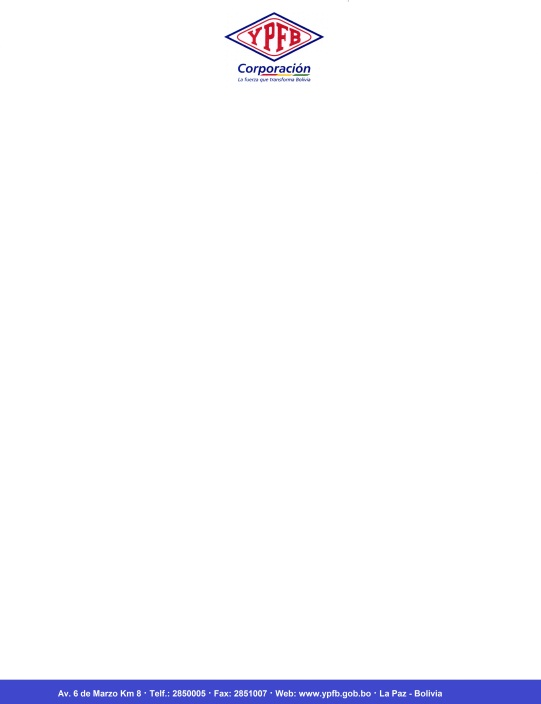 YPFB
Corporación
La fuerza que transforma Bolivia
Av. 6 de Marzo Km 8 · Telf.: 2850005 · Fax: 2851007 · Web: www.ypfb.gob.bo · La Paz - Bolivia